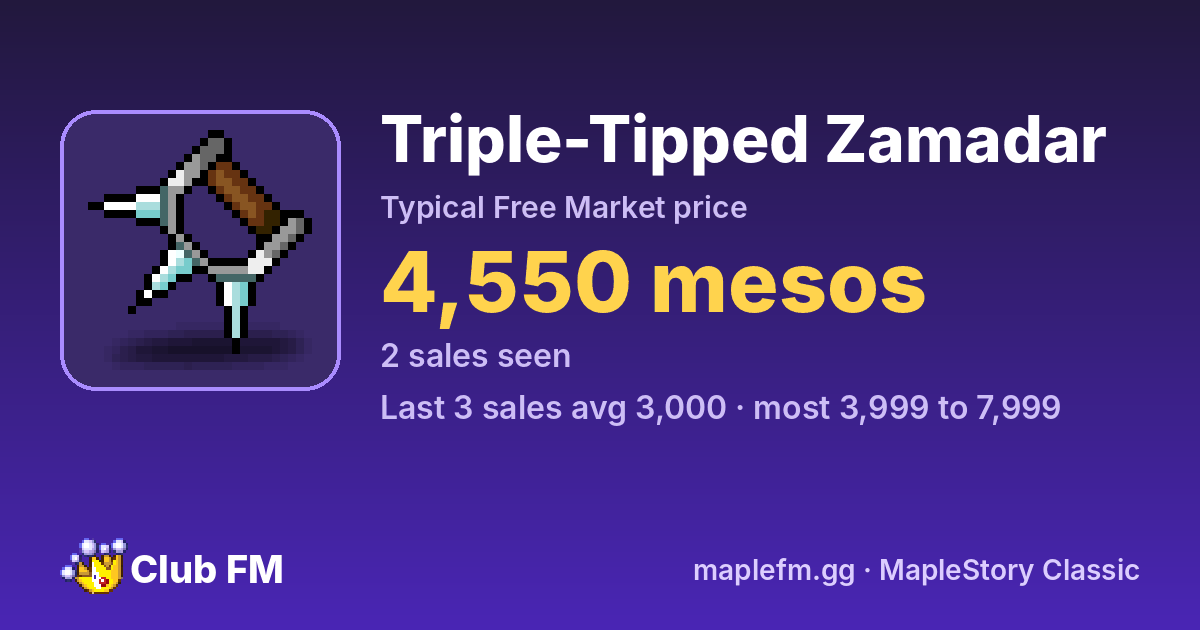 Triple-Tipped Zamadar
Typical Free Market price
4,550 mesos
2 sales seen
Last 3 sales avg 3,000 · most 3,999 to 7,999
Club FM
maplefm.gg · MapleStory Classic